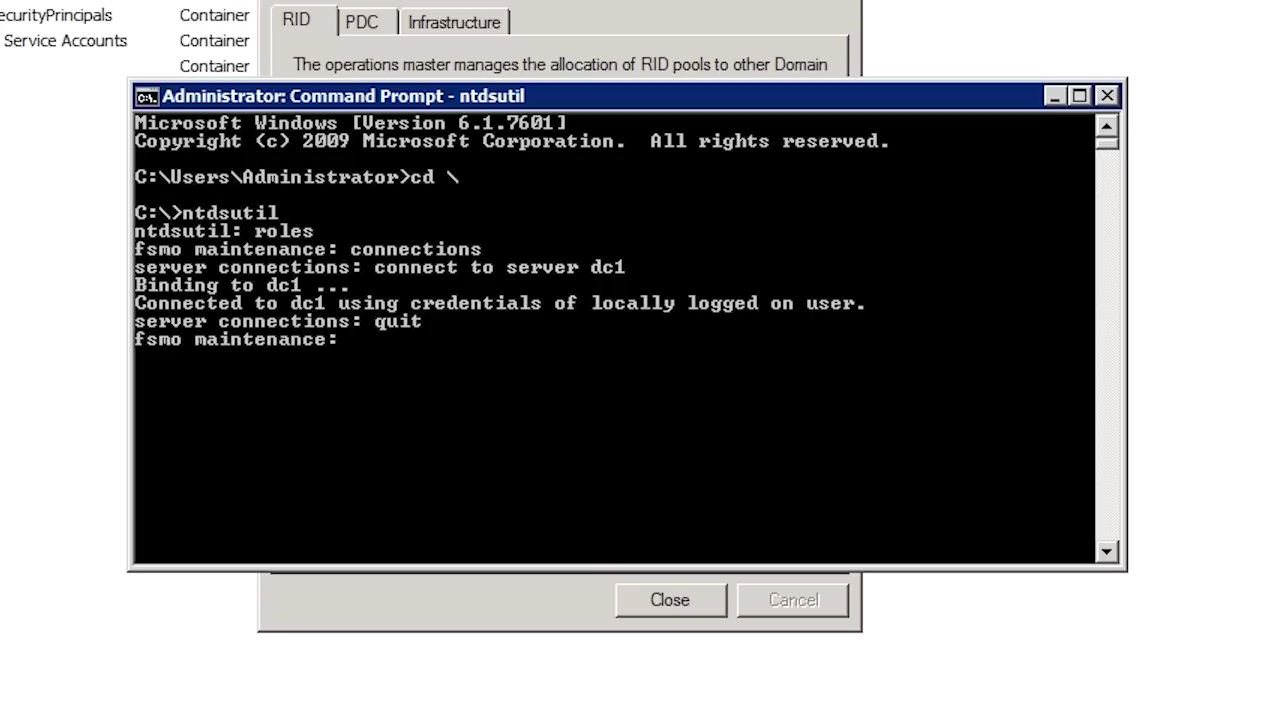 ecurityPrincipals Container
Service Accounts Container
Container
RID PDC Infrastructure
The operations master manages the allocation of RID pools to other Domain
Administrator: Command Prompt - ntdsutil
Microsoft Windows [Version 6.1.7601]
Copyright (c) 2009 Microsoft Corporation.  All rights reserved.
C:\Users\Administrator>cd \
C:\>ntdsutil
ntdsutil: roles
fsmo maintenance: connections
server connections: connect to server dc1
Binding to dc1 ...
Connected to dc1 using credentials of locally logged on user.
server connections: quit
fsmo maintenance:
Close Cancel